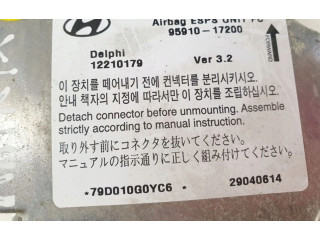 Airbag ESPS UNIT FC
95910-17200
Delphi
12210179 Ver 3.2
이 장치를 떼어내기 전에 컨넥터를 분리시키시오.
안내 책자의 지정에 따라서만 이 장치를 조립하십시오.
Detach connector before unmounting. Assemble
strictly according to manual instruction.
取り外す前にコネクタを抜いてください。
マニュアルの指示通りに正しく組み付けてください。
*79D010G0YC6 * 29040614
FORWARD